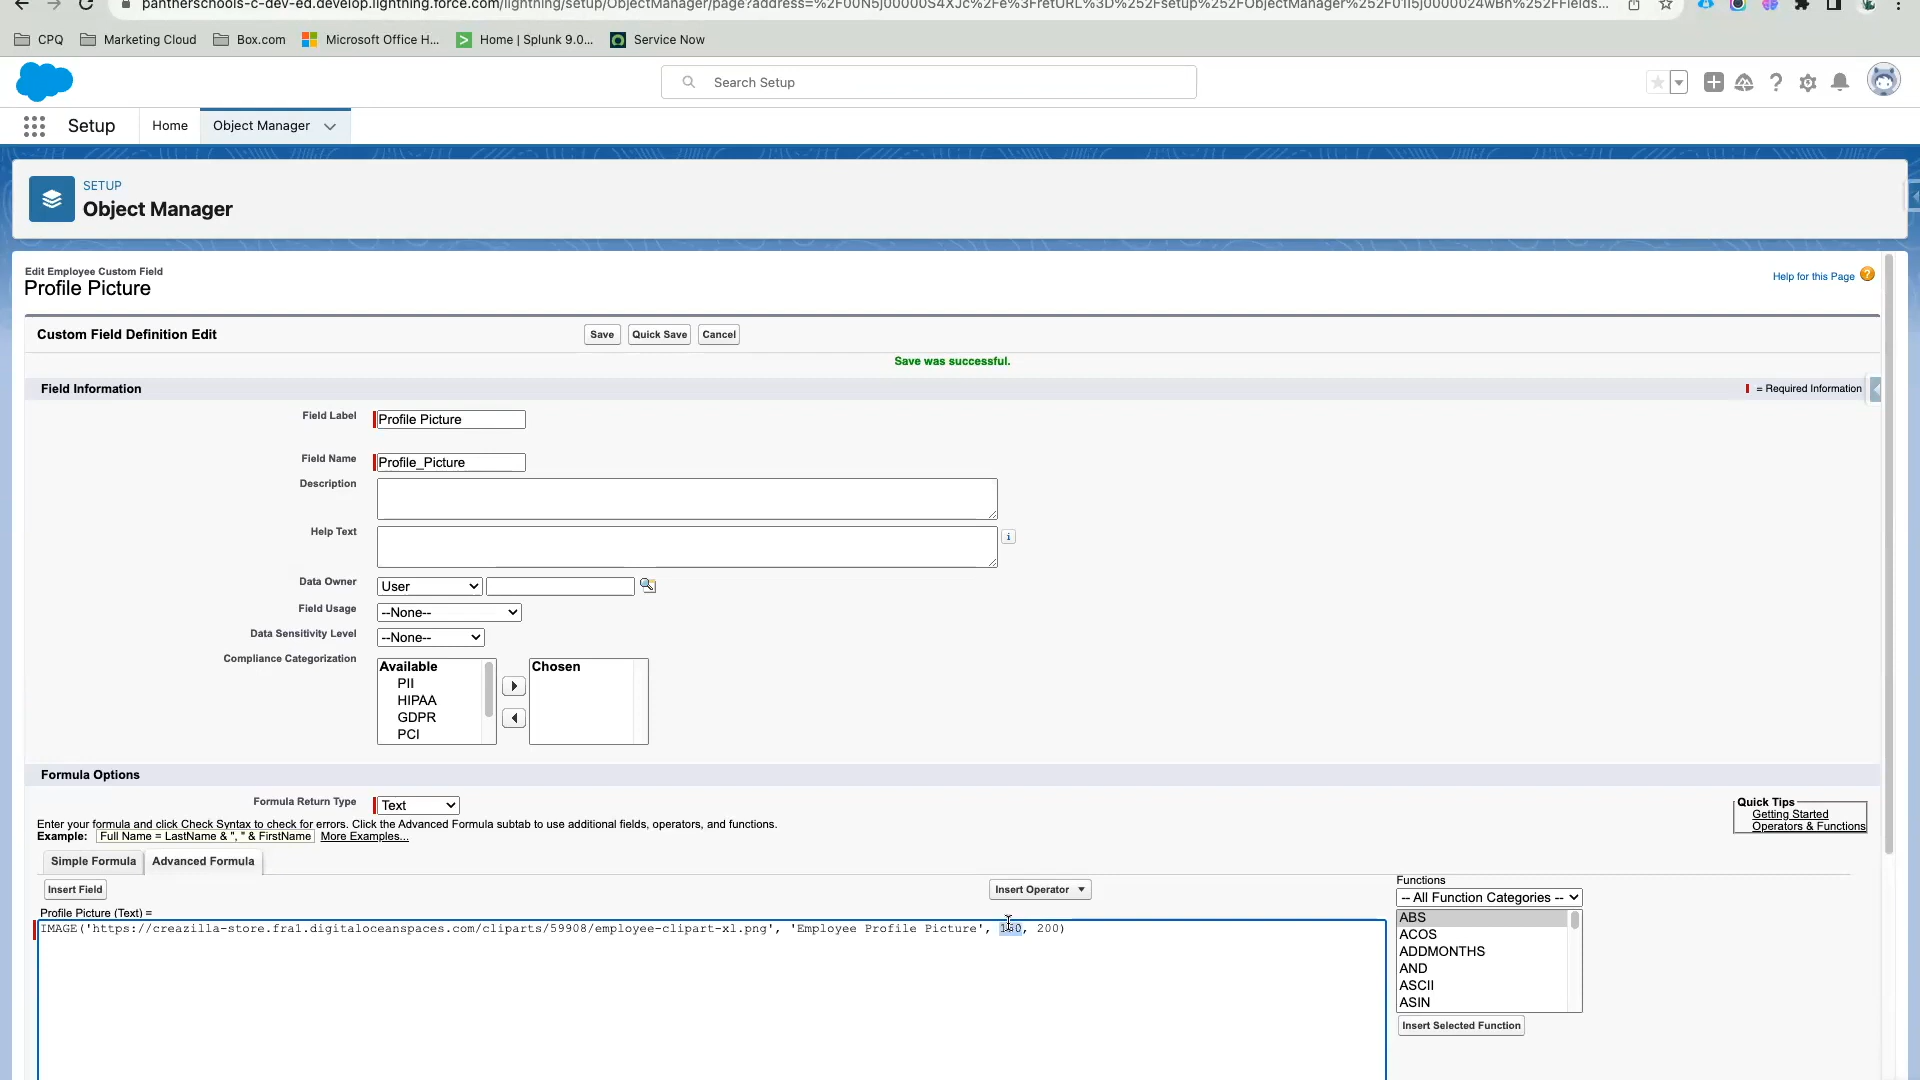 pantherschools-c-dev-ed.develop.lightning.force.com/lightning/setup/ObjectManager/page?address=%2F00N5j00000S4XJc%2Fe%3FretURL%3D%252Fsetup%252FObjectManager%252F01I5j0000024wBh%252FFields...
CPQ Marketing Cloud Box.com Microsoft Office H... Home | Splunk 9.0... Service Now
Search Setup
Setup Home Object Manager
SETUP
Object Manager
Edit Employee Custom Field
Profile Picture
Help for this Page
Custom Field Definition Edit Save Quick Save Cancel
Save was successful.
Field Information = Required Information
Field Label Profile Picture
Field Name Profile_Picture
Description
Help Text
Data Owner User
Field Usage --None--
Data Sensitivity Level --None--
Compliance Categorization Available Chosen
PII
HIPAA
GDPR
PCI
Formula Options
Formula Return Type Text
Quick Tips
Getting Started
Operators & Functions
Enter your formula and click Check Syntax to check for errors. Click the Advanced Formula subtab to use additional fields, operators, and functions.
Example: Full Name = LastName & ", " & FirstName More Examples...
Simple Formula Advanced Formula
Insert Field Insert Operator
Functions
-- All Function Categories --
Profile Picture (Text) =
IMAGE('https://creazilla-store.fra1.digitaloceanspaces.com/cliparts/59908/employee-clipart-xl.png', 'Employee Profile Picture', , 200)
ABS
ACOS
ADDMONTHS
AND
ASCII
ASIN
Insert Selected Function